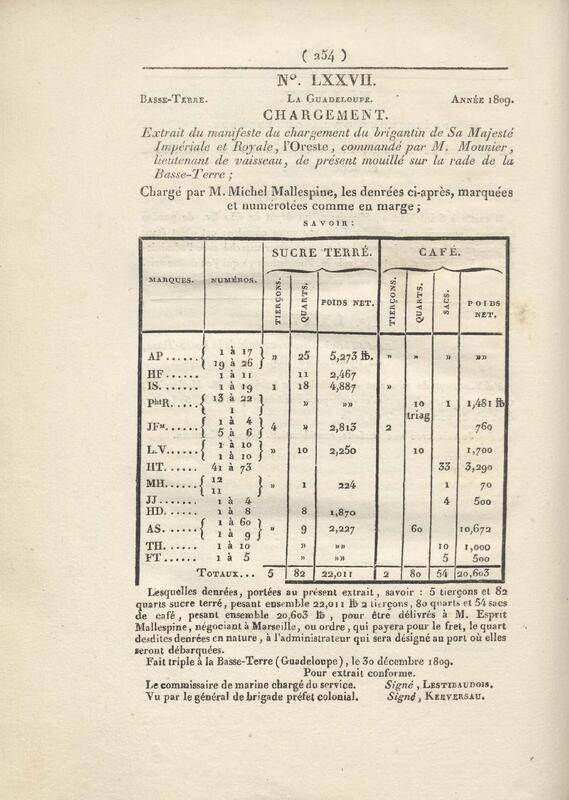 ( 254 )
N°. LXXVII.
BASSE-TERRE. LA GUADELOUPE. ANNÉE 1809.
CHARGEMENT.
Extrait du manifeste du chargement du brigantin de Sa Majesté
Impériale et Royale, l'Oreste, commandé par M. Mounier,
lieutenant de vaisseau, de présent mouillé sur la rade de la
Basse-Terre ;
Chargé par M. Michel Mallespine, les denrées ci-après, marquées
et numérotées comme en marge ;
SAVOIR :
SUCRE TERRÉ. CAFÉ.
MARQUES. NUMÉROS. TIERÇONS. QUARTS. POIDS NET. TIERÇONS. QUARTS. SACS. POIDS
NET.
AP...... { 1 à 17 } » 25 5,273 ℔. » » » »»
19 à 26
HF...... 1 à 11 11 2,467
IS....... 1 à 19 1 18 4,887 »
PhtR..... { 13 à 22 » »» 10 1 1,481 ℔
1 triag
JFM...... { 1 à 4 } 4 » 2,813 2 760
5 à 6
L.V...... { 1 à 10 } » 10 2,250 10 1,700
1 à 10
HT...... 41 à 73 33 3,290
MH...... { 12 } » 1 224 1 70
11
JJ....... 1 à 4 4 500
HD...... 1 à 8 8 1,870
AS...... { 1 à 60 } » 9 2,227 60 10,672
1 à 9
TH...... 1 à 10 » »» 10 1,000
FT...... 1 à 5 » »» 5 500
TOTAUX... 5 82 22,011 2 80 54 20,603
Lesquelles denrées, portées au présent extrait, savoir : 5 tierçons et 82
quarts sucre terré, pesant ensemble 22,011 ℔ 2 tierçons, 80 quarts et 54 sacs
de café, pesant ensemble 20,603 ℔, pour être délivrés à M. Esprit
Mallespine, négociant à Marseille, ou ordre, qui payera pour le fret, le quart
desdites denrées en nature, à l'administrateur qui sera désigné au port où elles
seront débarquées.
Fait triple à la Basse-Terre (Guadeloupe), le 30 décembre 1809.
Pour extrait conforme.
Le commissaire de marine chargé du service. Signé, LESTIBAUDOIS.
Vu par le général de brigade préfet colonial. Signé, KERVERSAU.